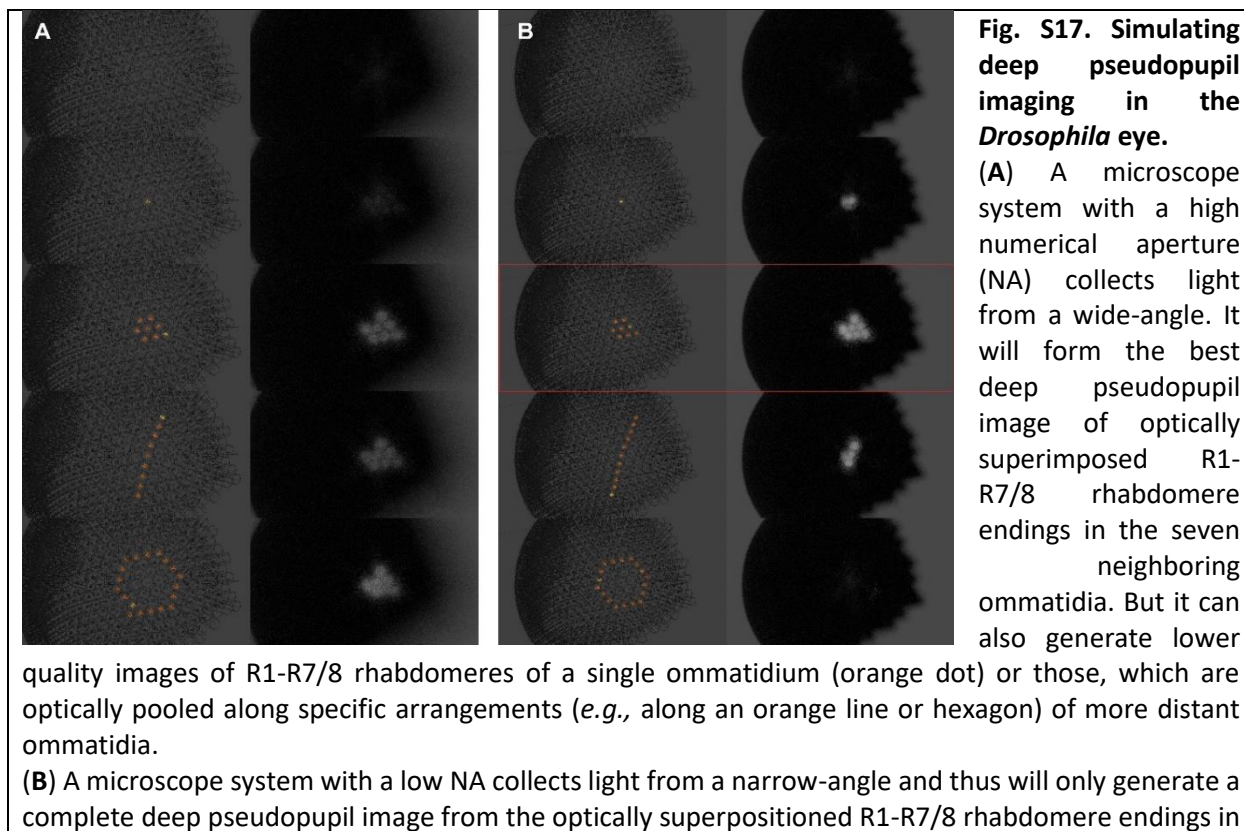 A
B
Fig. S17. Simulating
deep pseudopupil
imaging in the
Drosophila eye.
(A) A microscope
system with a high
numerical aperture
(NA) collects light
from a wide-angle. It
will form the best
deep pseudopupil
image of optically
superimposed R1-
R7/8 rhabdomere
endings in the seven
neighboring
ommatidia. But it can
also generate lower
quality images of R1-R7/8 rhabdomeres of a single ommatidium (orange dot) or those, which are
optically pooled along specific arrangements (e.g., along an orange line or hexagon) of more distant
ommatidia.
(B) A microscope system with a low NA collects light from a narrow-angle and thus will only generate a
complete deep pseudopupil image from the optically superpositioned R1-R7/8 rhabdomere endings in